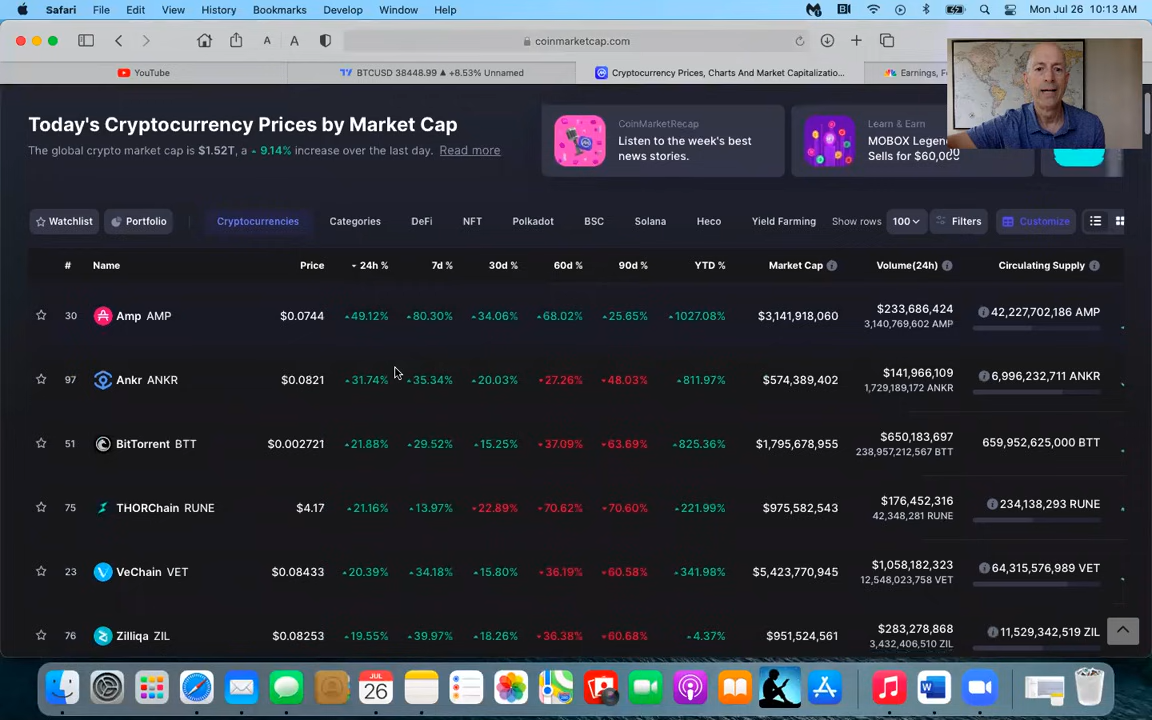 Safari File Edit View History Bookmarks Develop Window Help Mon Jul 26 10:13 AM
A A coinmarketcap.com
YouTube BTCUSD 38448.99 ▲ +8.53% Unnamed Cryptocurrency Prices, Charts And Market Capitalizatio... Earnings, F
Today's Cryptocurrency Prices by Market Cap
The global crypto market cap is $1.52T, a 9.14% increase over the last day. Read more
CoinMarketRecap
Listen to the week's best
news stories.
Learn & Earn
MOBOX Legen
Sells for $60,000
Watchlist Portfolio Cryptocurrencies Categories DeFi NFT Polkadot BSC Solana Heco Yield Farming Show rows 100 Filters Customize
# Name Price 24h % 7d % 30d % 60d % 90d % YTD % Market Cap Volume(24h) Circulating Supply
30 Amp AMP $0.0744 49.12% 80.30% 34.06% 68.02% 25.65% 1027.08% $3,141,918,060 $233,686,424 42,227,702,186 AMP
3,140,769,602 AMP
97 Ankr ANKR $0.0821 31.74% 35.34% 20.03% 27.26% 48.03% 811.97% $574,389,402 $141,966,109 6,996,232,711 ANKR
1,729,189,172 ANKR
51 BitTorrent BTT $0.002721 21.88% 29.52% 15.25% 37.09% 63.69% 825.36% $1,795,678,955 $650,183,697 659,952,625,000 BTT
238,957,212,567 BTT
75 THORChain RUNE $4.17 21.16% 13.97% 22.89% 70.62% 70.60% 221.99% $975,582,543 $176,452,316 234,138,293 RUNE
42,348,281 RUNE
23 VeChain VET $0.08433 20.39% 34.18% 15.80% 36.19% 60.58% 341.98% $5,423,770,945 $1,058,182,323 64,315,576,989 VET
12,548,023,758 VET
76 Zilliqa ZIL $0.08253 19.55% 39.97% 18.26% 36.38% 60.68% 4.37% $951,524,561 $283,278,868 11,529,342,519 ZIL
3,432,406,510 ZIL
JUL
26